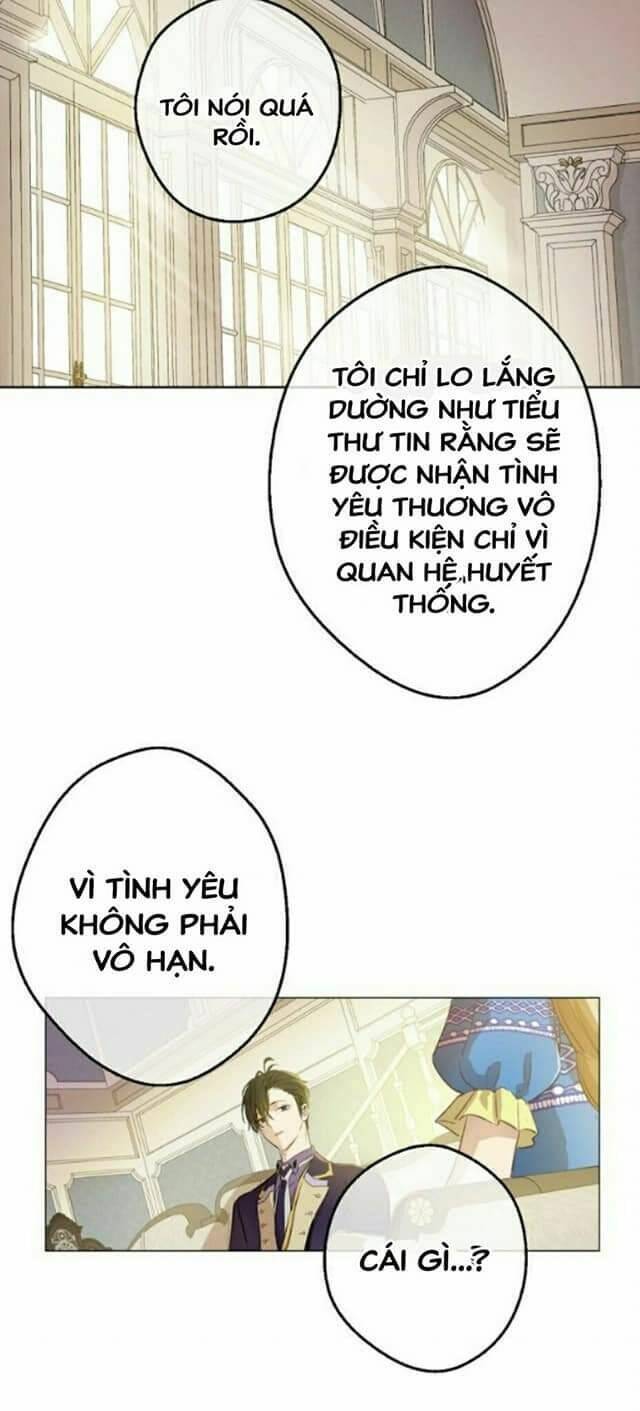 TÔI NÓI QUÁ
RỒI.
TÔI CHỈ LO LẮNG
DƯỜNG NHƯ TIỂU
THƯ TIN RẰNG SẼ
ĐƯỢC NHẬN TÌNH
YÊU THUƠNG VÔ
ĐIỀU KIỆN CHỈ VÌ
QUAN HỆ HUYẾT
THỐNG.
VÌ TÌNH YÊU
KHÔNG PHẢI
VÔ HẠN.
CÁI GÌ...?